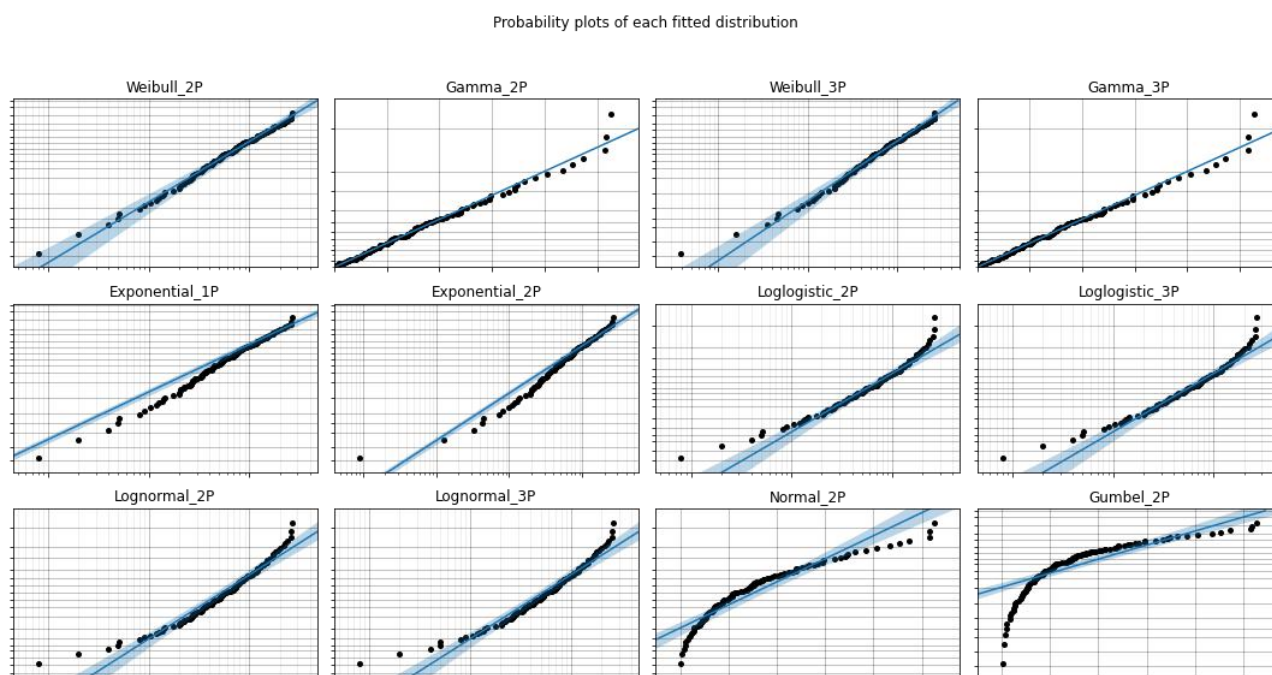 Probability plots of each fitted distribution
Weibull_2P
Gamma_2P
Weibull_3P
Gamma_3P
Exponential_1P
Exponential_2P
Loglogistic_2P
Loglogistic_3P
Lognormal_2P
Lognormal_3P
Normal_2P
Gumbel_2P